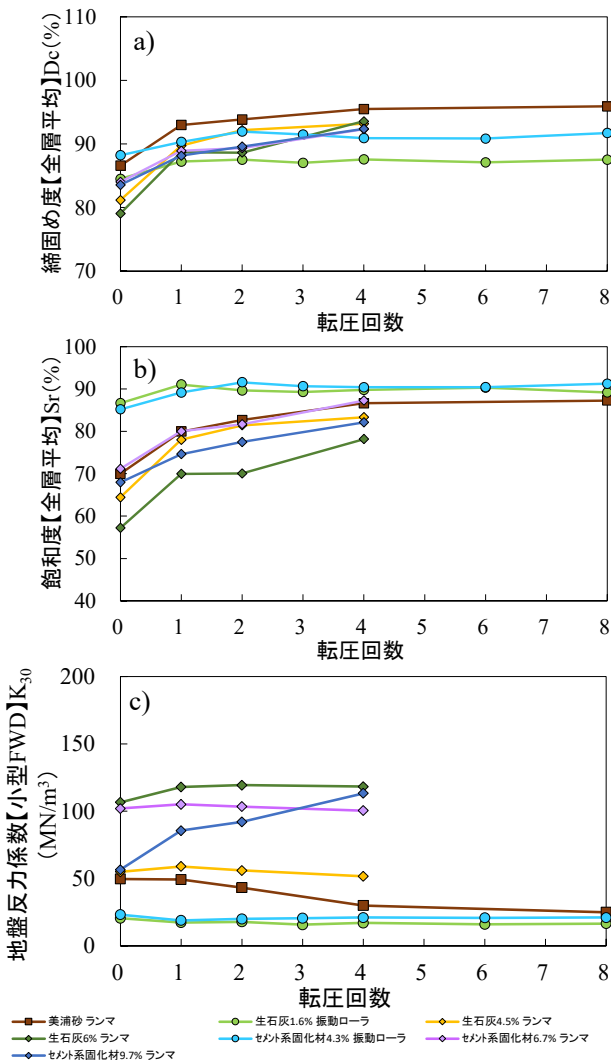 110
100
90
80
70
a)
締固め度【全層平均】Dc(%)
0 1 2 3 4 5 6 7 8
転圧回数
100
90
80
70
60
50
40
b)
飽和度【全層平均】Sr(%)
0 1 2 3 4 5 6 7 8
転圧回数
200
150
100
50
0
c)
地盤反力係数【小型FWD】K₃₀
(MN/m³)
0 1 2 3 4 5 6 7 8
転圧回数
美浦砂 ランマ 生石灰1.6% 振動ローラ 生石灰4.5% ランマ
生石灰6% ランマ セメント系固化材4.3% 振動ローラ セメント系固化材6.7% ランマ
セメント系固化材9.7% ランマ